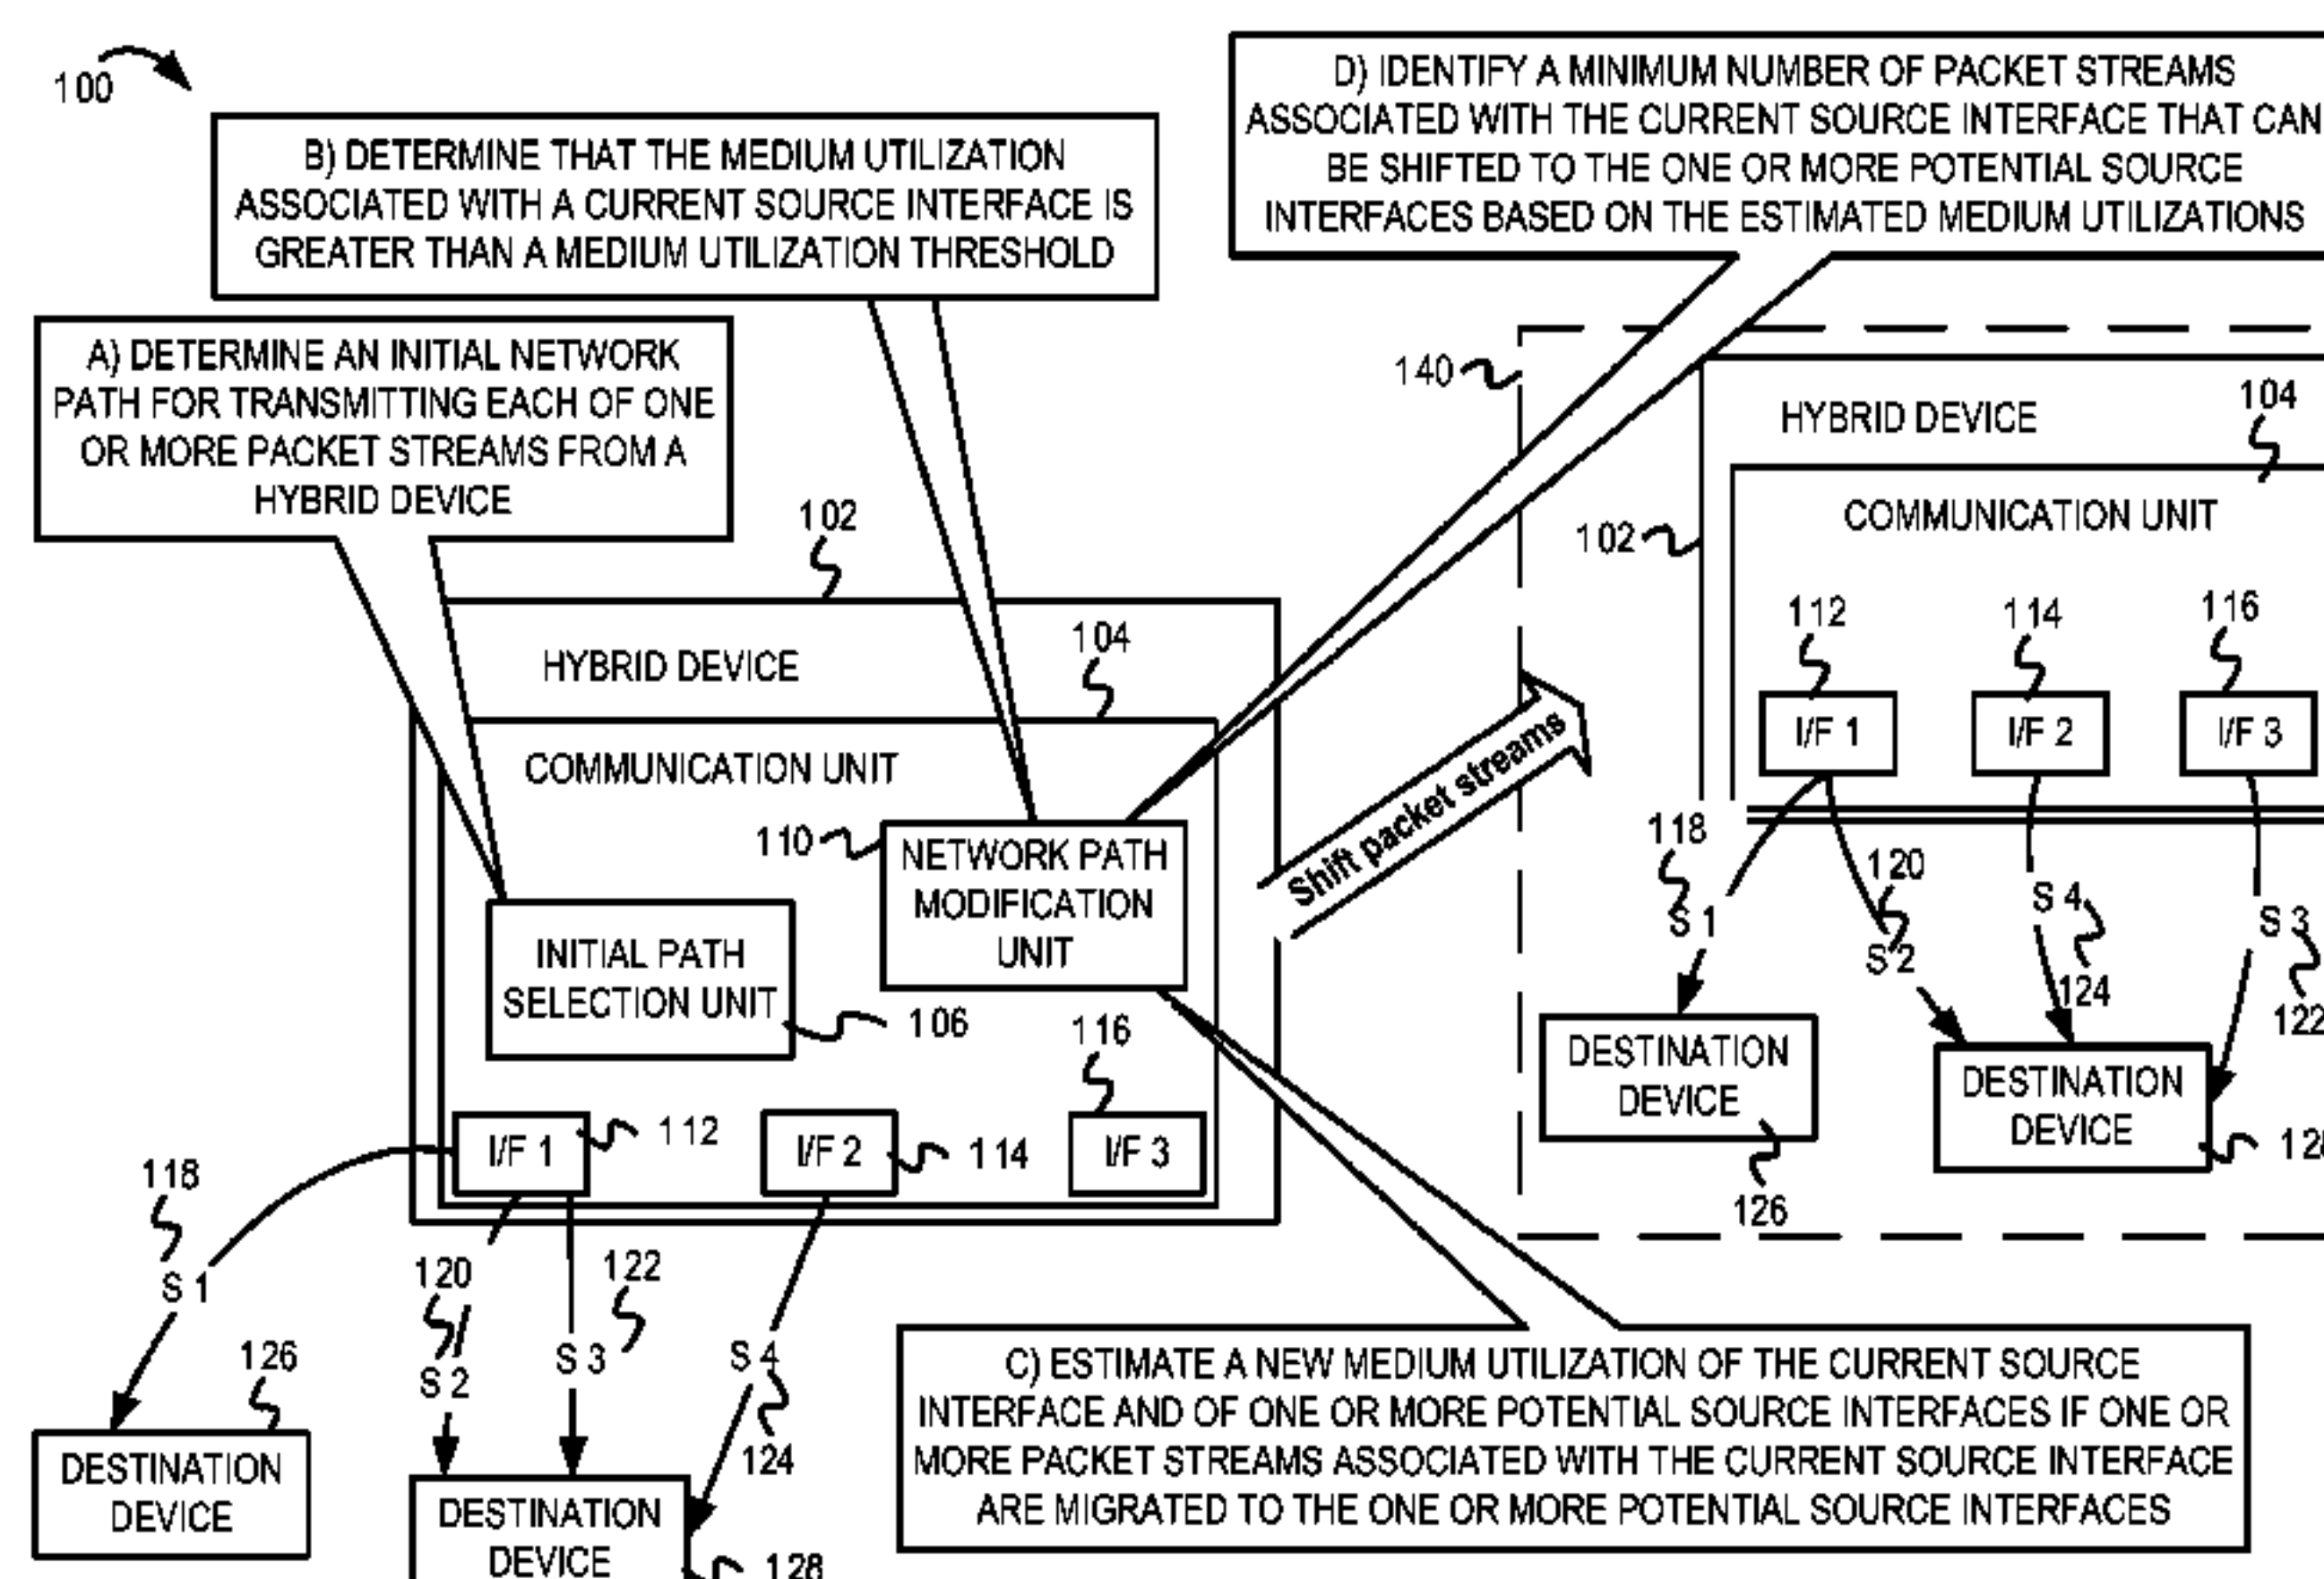 100
B) DETERMINE THAT THE MEDIUM UTILIZATION
ASSOCIATED WITH A CURRENT SOURCE INTERFACE IS
GREATER THAN A MEDIUM UTILIZATION THRESHOLD
D) IDENTIFY A MINIMUM NUMBER OF PACKET STREAMS
ASSOCIATED WITH THE CURRENT SOURCE INTERFACE THAT CAN
BE SHIFTED TO THE ONE OR MORE POTENTIAL SOURCE
INTERFACES BASED ON THE ESTIMATED MEDIUM UTILIZATIONS
A) DETERMINE AN INITIAL NETWORK
PATH FOR TRANSMITTING EACH OF ONE
OR MORE PACKET STREAMS FROM A
HYBRID DEVICE
102
HYBRID DEVICE
104
COMMUNICATION UNIT
110
NETWORK PATH
MODIFICATION
UNIT
INITIAL PATH
SELECTION UNIT
106
116
I/F 1
112
I/F 2
114
I/F 3
118
S 1
120
S 2
122
S 3
S 4
124
126
DESTINATION
DEVICE
DESTINATION
DEVICE
128
Shift packet streams
140
HYBRID DEVICE
104
102
COMMUNICATION UNIT
112
114
116
I/F 1
I/F 2
I/F 3
118
S 1
120
S 2
S 4
124
S 3
122
DESTINATION
DEVICE
126
DESTINATION
DEVICE
C) ESTIMATE A NEW MEDIUM UTILIZATION OF THE CURRENT SOURCE
INTERFACE AND OF ONE OR MORE POTENTIAL SOURCE INTERFACES IF ONE OR
MORE PACKET STREAMS ASSOCIATED WITH THE CURRENT SOURCE INTERFACE
ARE MIGRATED TO THE ONE OR MORE POTENTIAL SOURCE INTERFACES